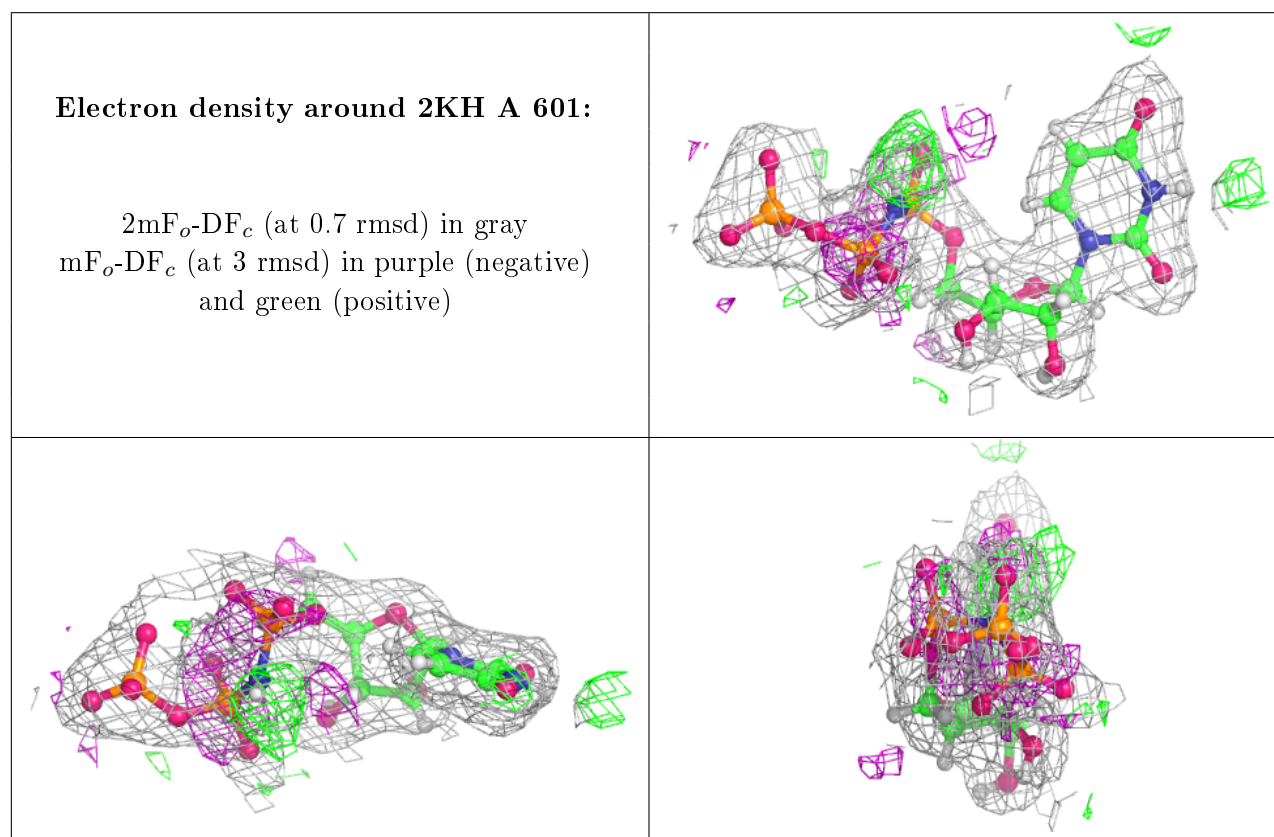 Electron density around 2KH A 601:
2mFo-DFc (at 0.7 rmsd) in gray
mFo-DFc (at 3 rmsd) in purple (negative)
and green (positive)